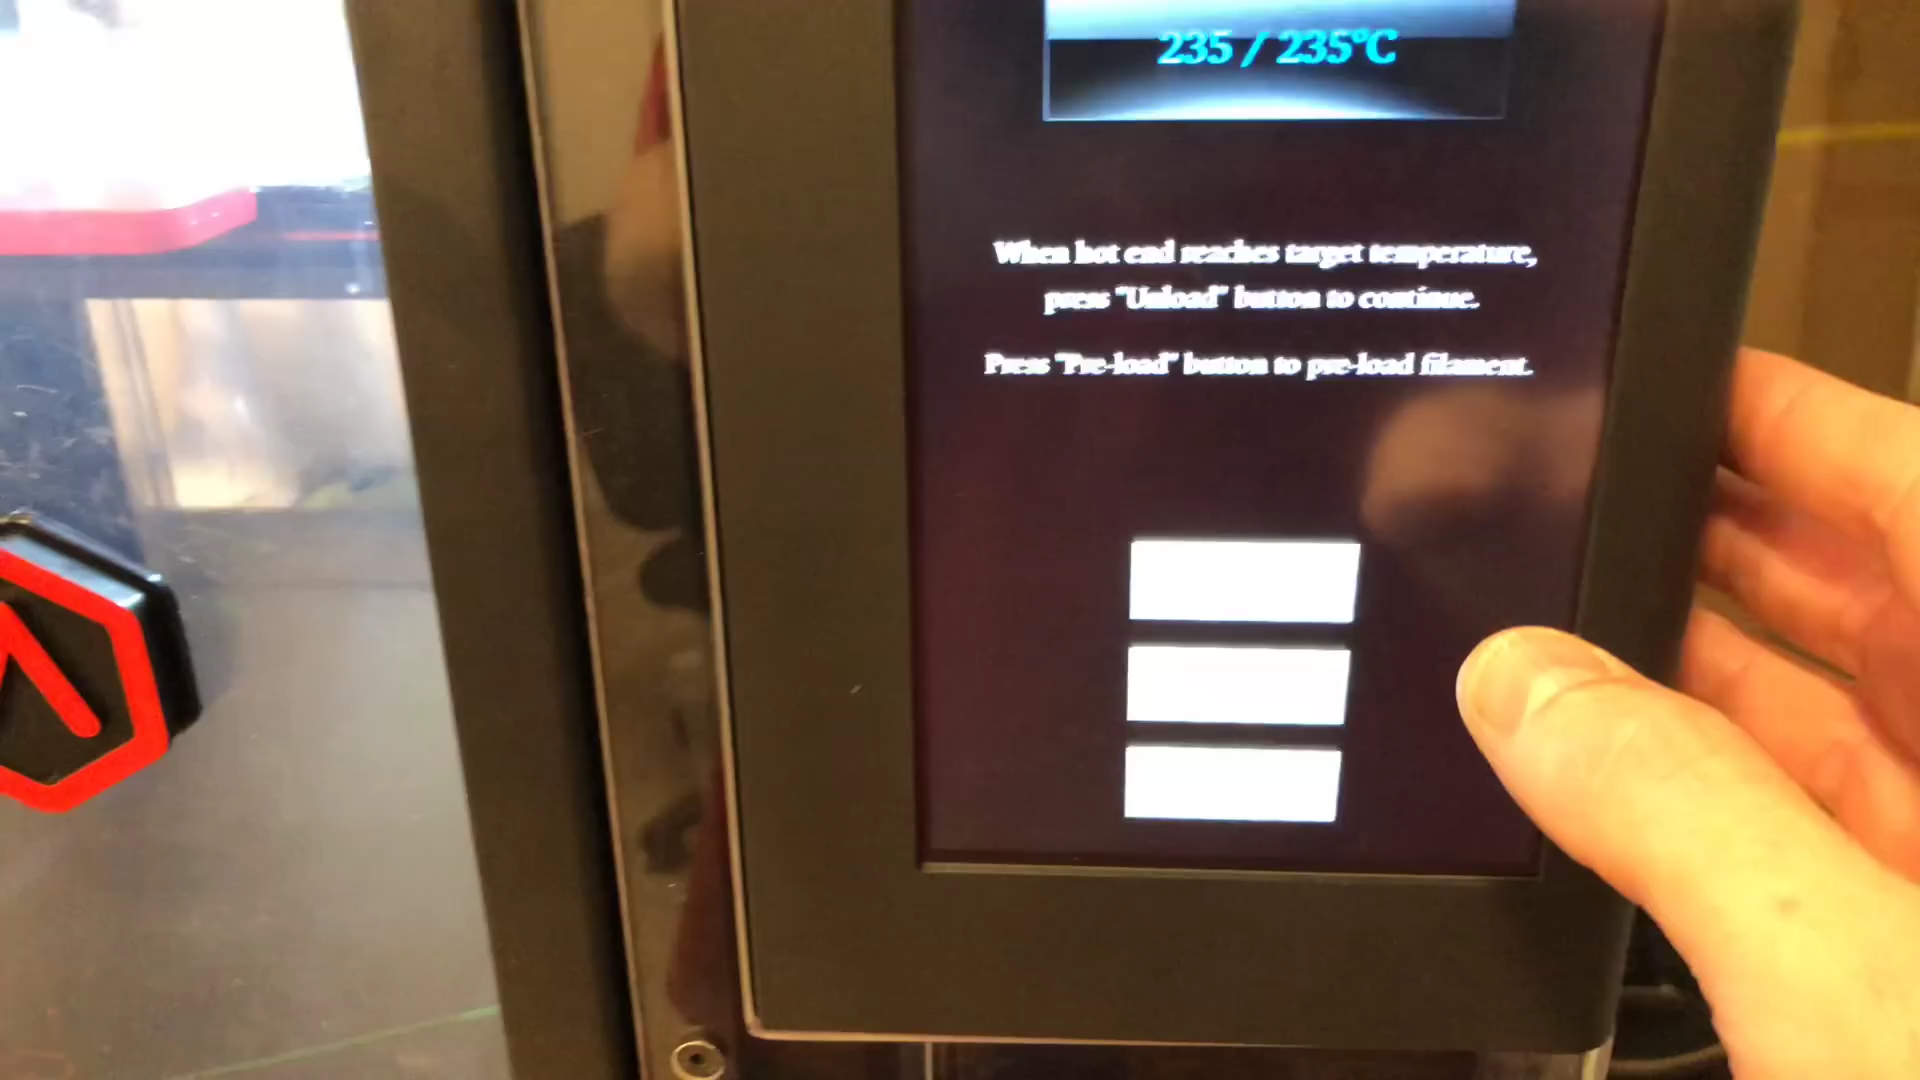 235 / 235°C
When hot end reaches target temperature,
press "Unload" button to continue.
Press "Pre-load" button to pre-load filament.